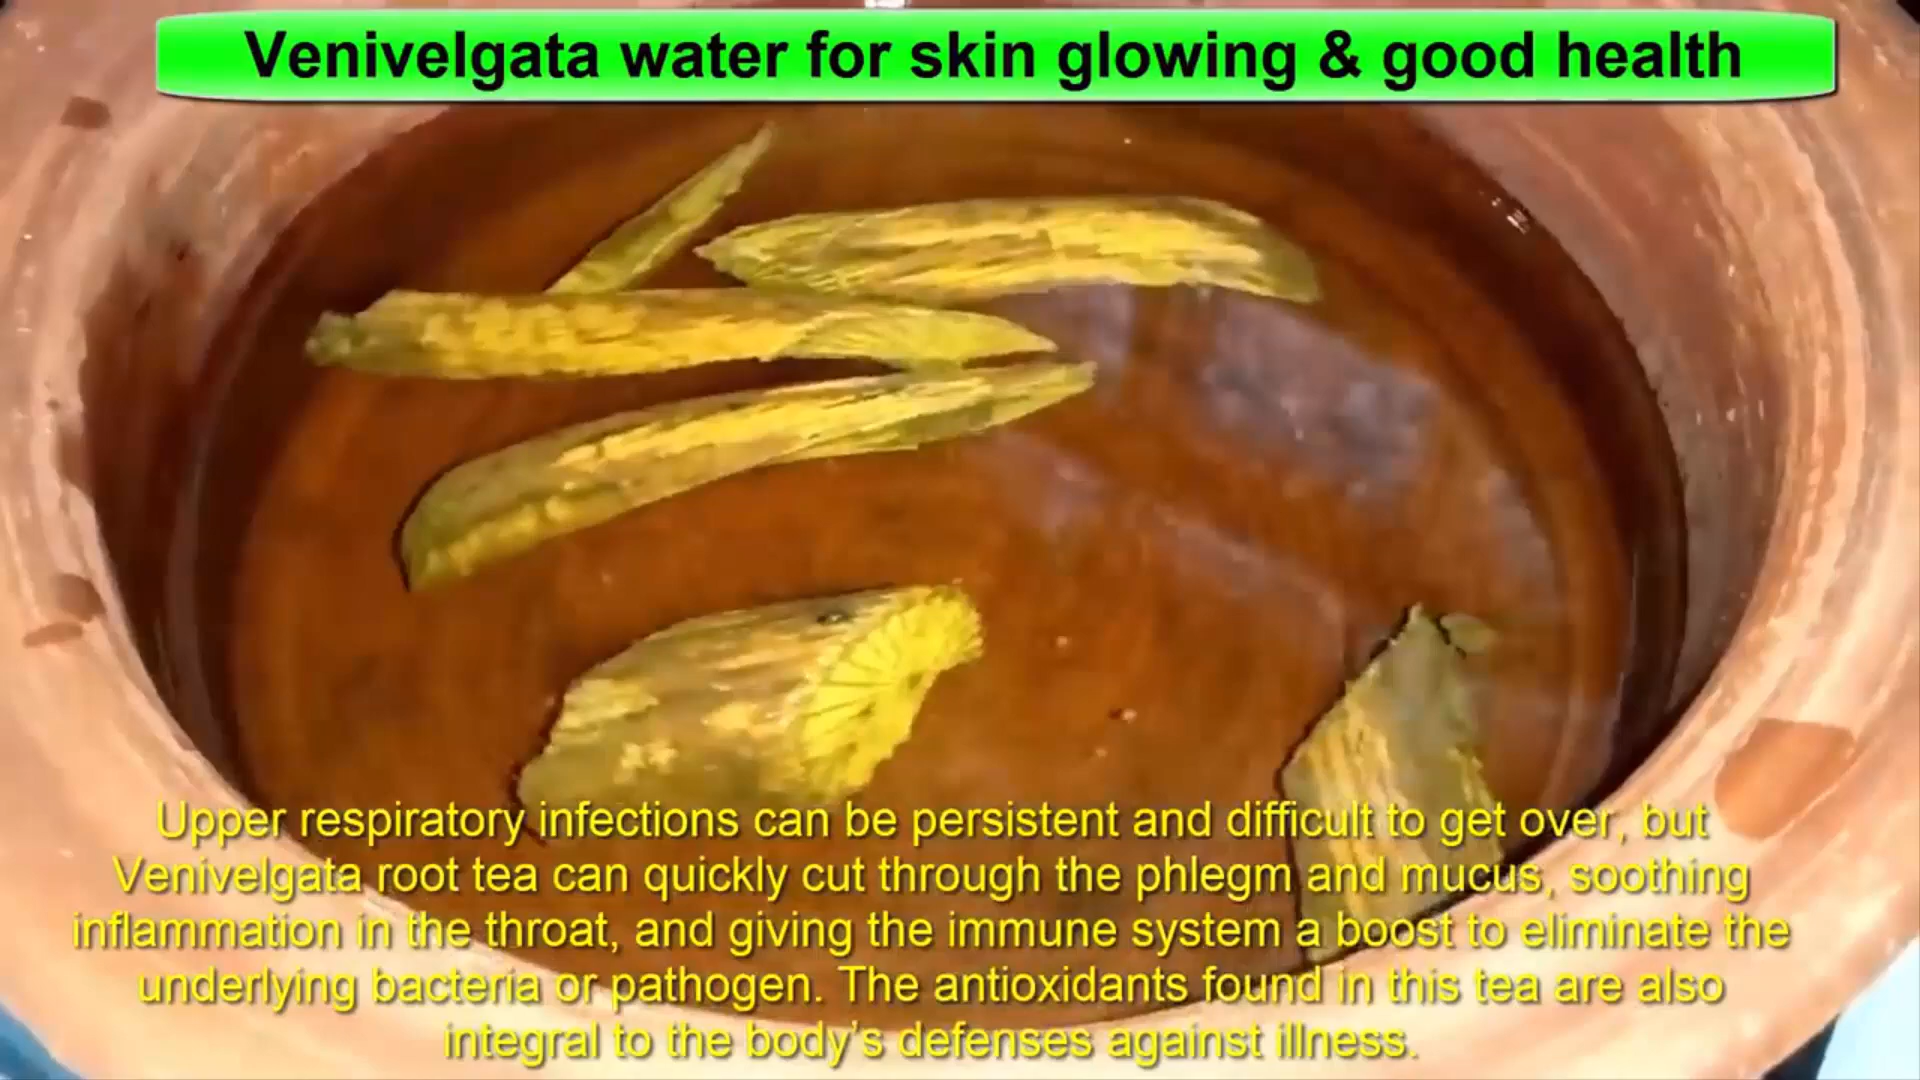 Venivelgata water for skin glowing & good health
Upper respiratory infections can be persistent and difficult to get over, but
Venivelgata root tea can quickly cut through the phlegm and mucus, soothing
inflammation in the throat, and giving the immune system a boost to eliminate the
underlying bacteria or pathogen. The antioxidants found in this tea are also
integral to the body’s defenses against illness.